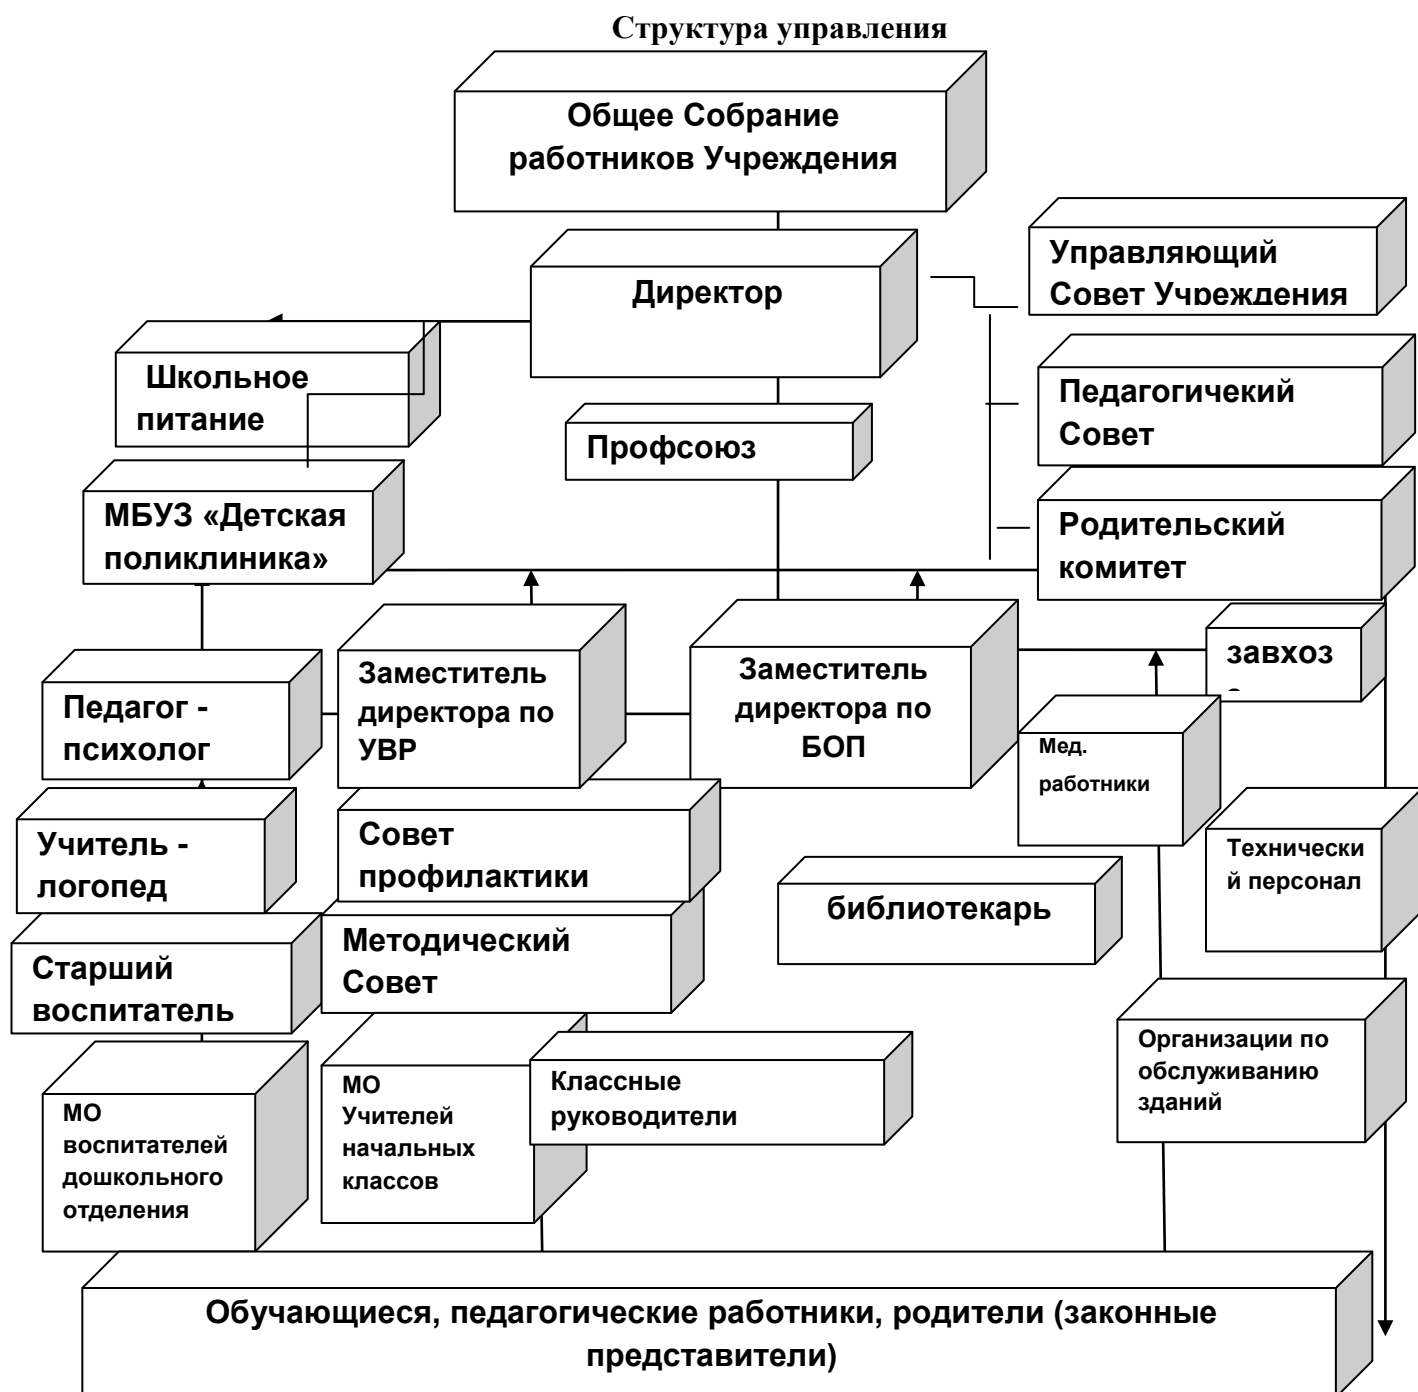 Структура управления
Общее Собрание
работников Учреждения
Управляющий
Совет Учреждения
Директор
Школьное
питание
Педагогичекий
Совет
Профсоюз
МБУЗ «Детская
поликлиника»
Родительский
комитет
завхоз
Заместитель
директора по
УВР
Заместитель
директора по
БОП
Педагог -
психолог
Мед.
работники
Учитель -
логопед
Совет
профилактики
Технически
й персонал
библиотекарь
Старший
воспитатель
Методический
Совет
Организации по
обслуживанию
зданий
МО
воспитателей
дошкольного
отделения
МО
Учителей
начальных
классов
Классные
руководители
Обучающиеся, педагогические работники, родители (законные
представители)